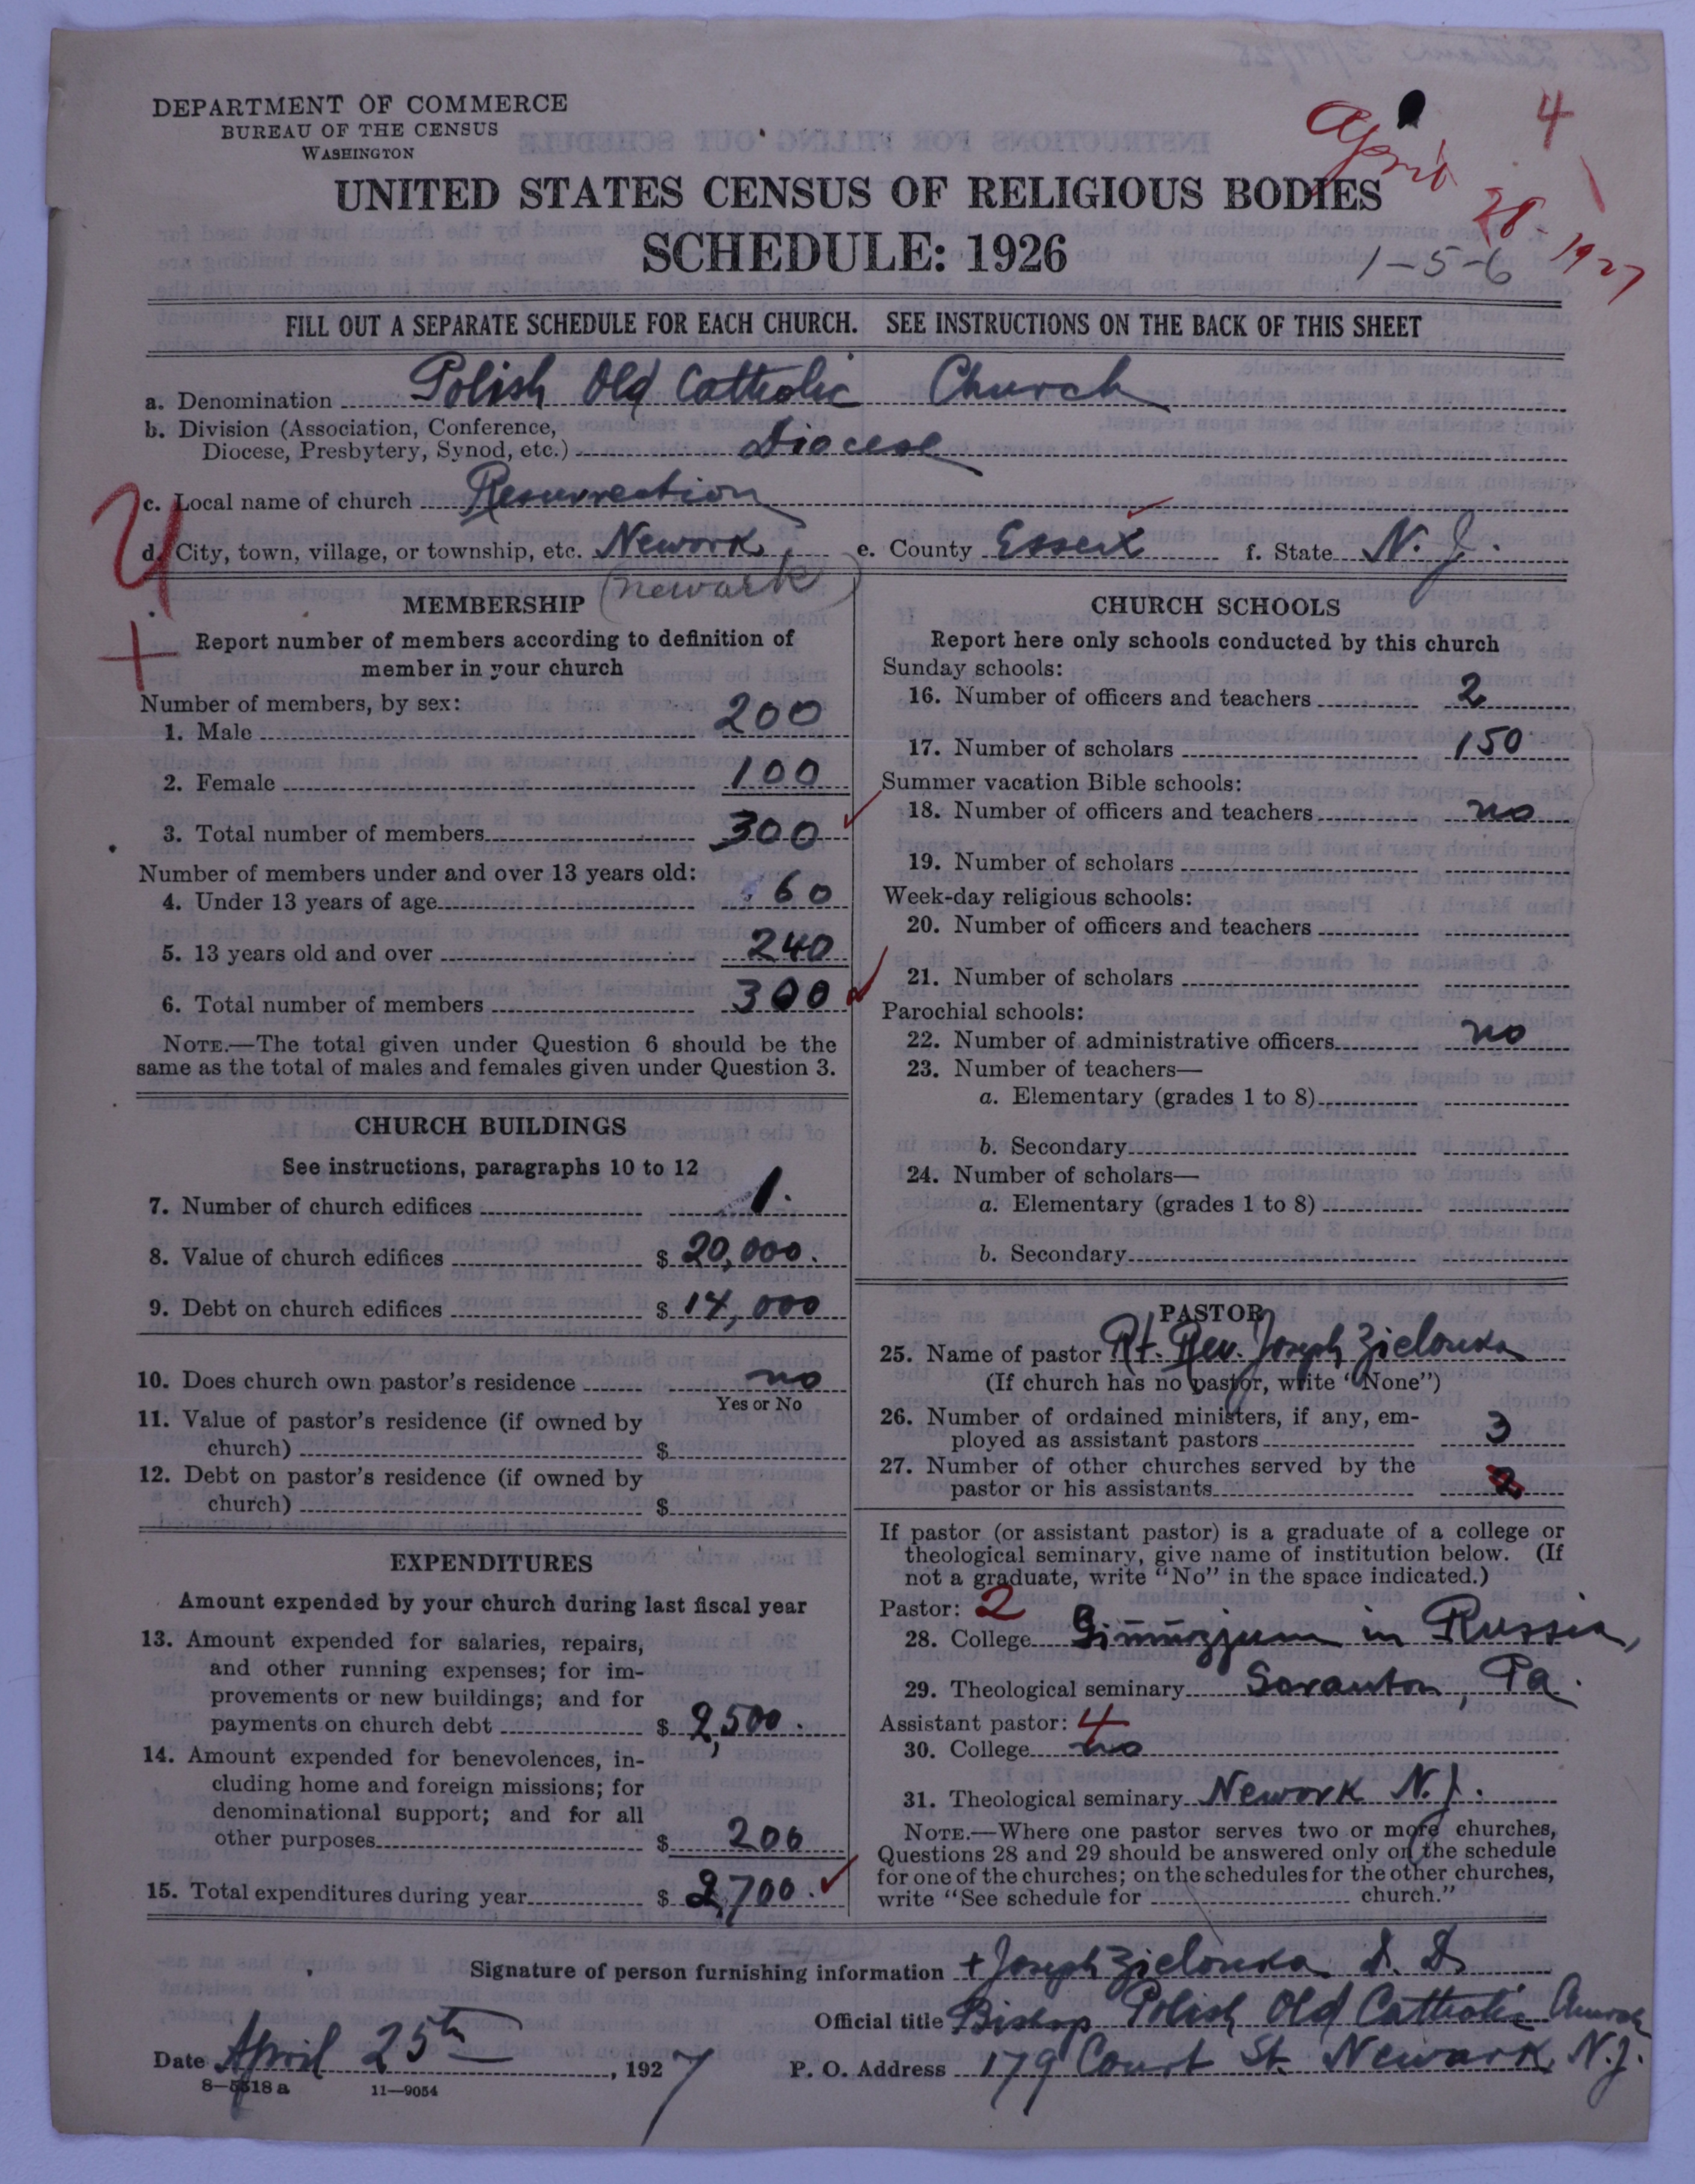 DEPARTMENT OF COMMERCE
BUREAU OF THE CENSUS
WASHINGTON
4
April 28 1927
UNITED STATES CENSUS OF RELIGIOUS BODIES
SCHEDULE: 1926
1-5-6
FILL OUT A SEPARATE SCHEDULE FOR EACH CHURCH. SEE INSTRUCTIONS ON THE BACK OF THIS SHEET
a. Denomination Polish Old Catholic Church
b. Division (Association, Conference,
Diocese, Presbytery, Synod, etc.) Diocese
c. Local name of church Resurrection
d. City, town, village, or township, etc. Nework, e. County Essex f. State N. J.
(Newark)
MEMBERSHIP
Report number of members according to definition of
member in your church
Number of members, by sex:
1. Male 200
2. Female 100
3. Total number of members 300
Number of members under and over 13 years old:
4. Under 13 years of age 60
5. 13 years old and over 240
6. Total number of members 300
NOTE.—The total given under Question 6 should be the
same as the total of males and females given under Question 3.
CHURCH BUILDINGS
See instructions, paragraphs 10 to 12
7. Number of church edifices 1.
8. Value of church edifices $ 20,000.
9. Debt on church edifices $ 14,000
10. Does church own pastor's residence no
Yes or No
11. Value of pastor's residence (if owned by
church) $
12. Debt on pastor's residence (if owned by
church) $
EXPENDITURES
Amount expended by your church during last fiscal year
13. Amount expended for salaries, repairs,
and other running expenses; for im-
provements or new buildings; and for
payments on church debt $ 2,500.
14. Amount expended for benevolences, in-
cluding home and foreign missions; for
denominational support; and for all
other purposes $ 200
15. Total expenditures during year $ 2,700.
CHURCH SCHOOLS
Report here only schools conducted by this church
Sunday schools:
16. Number of officers and teachers 2
17. Number of scholars 150
Summer vacation Bible schools:
18. Number of officers and teachers no
19. Number of scholars
Week-day religious schools:
20. Number of officers and teachers
21. Number of scholars
Parochial schools:
22. Number of administrative officers no
23. Number of teachers—
a. Elementary (grades 1 to 8)
b. Secondary
24. Number of scholars—
a. Elementary (grades 1 to 8)
b. Secondary
PASTOR
25. Name of pastor Rt. Rev. Joseph Zielonka
(If church has no pastor, write "None")
26. Number of ordained ministers, if any, em-
ployed as assistant pastors 3
27. Number of other churches served by the
pastor or his assistants 2
If pastor (or assistant pastor) is a graduate of a college or
theological seminary, give name of institution below. (If
not a graduate, write "No" in the space indicated.)
Pastor: 2
28. College in Russia,
29. Theological seminary Scranton, Pa.
Assistant pastor: 4
30. College no
31. Theological seminary Nework N. J.
NOTE.—Where one pastor serves two or more churches,
Questions 28 and 29 should be answered only on the schedule
for one of the churches; on the schedules for the other churches,
write "See schedule for church."
Signature of person furnishing information + Joseph Zielonka D. D.
Official title Bishop Polish Old Catholic Church
Date April 25th, 1927 P. O. Address 179 Court St. Newark, N.J.
8-5518a 11-9054